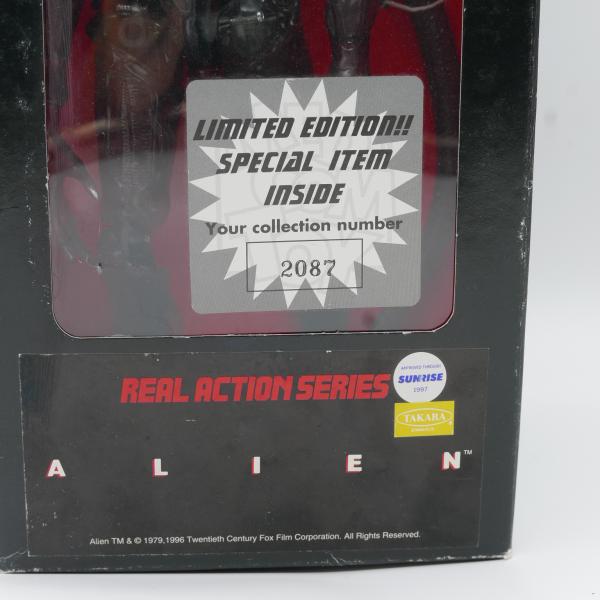 LIMITED EDITION!!
SPECIAL ITEM
INSIDE
Your collection number
2087
REAL ACTION SERIES
APPROVED THROUGH
SUNRISE
1997
TAKARA
ALIEN™
Alien TM & © 1979,1996 Twentieth Century Fox Film Corporation. All Rights Reserved.